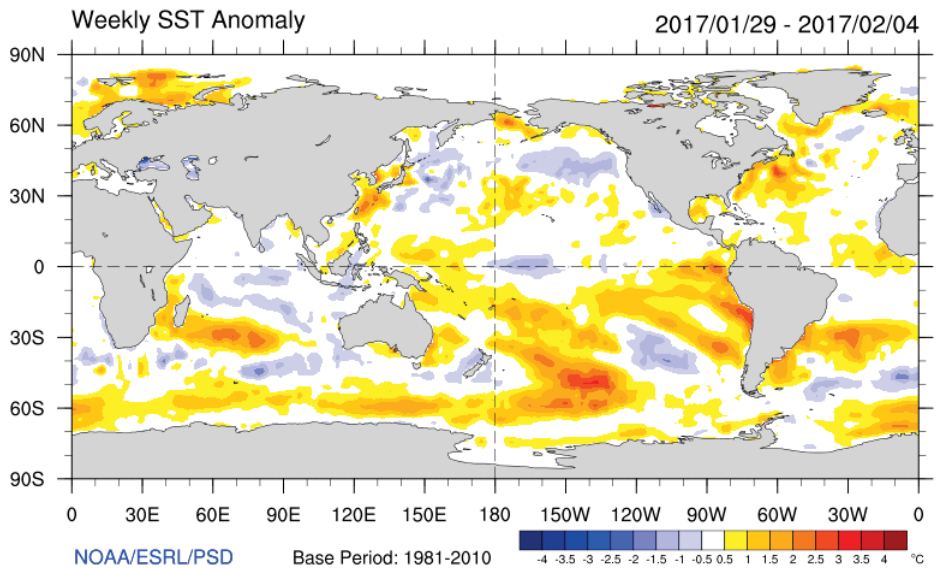 Weekly SST Anomaly 2017/01/29 - 2017/02/04
90N
60N
30N
0
30S
60S
90S
0 30E 60E 90E 120E 150E 180 150W 120W 90W 60W 30W 0
NOAA/ESRL/PSD Base Period: 1981-2010
-4 -3.5 -3 -2.5 -2 -1.5 -1 -0.5 0.5 1 1.5 2 2.5 3 3.5 4 °C